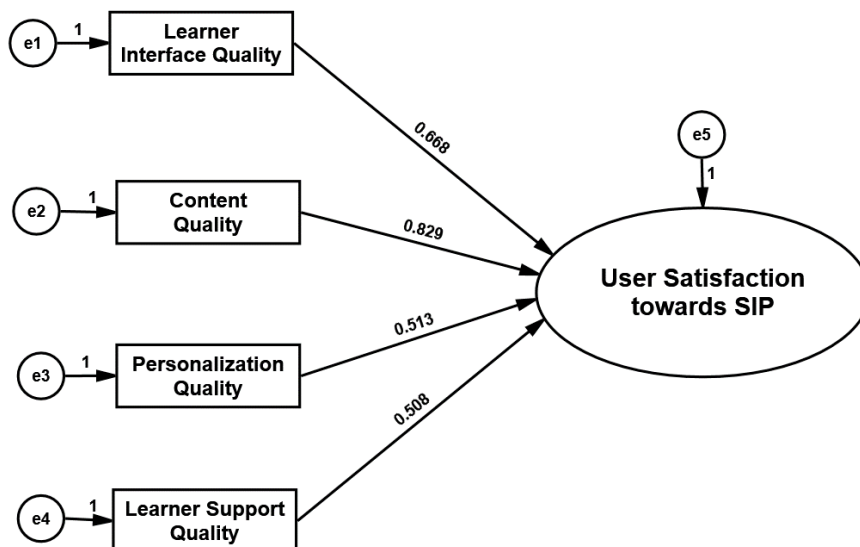 e1
1
Learner
Interface Quality
0.668
e5
1
e2
1
Content
Quality
0.829
User Satisfaction
towards SIP
e3
1
Personalization
Quality
0.513
e4
1
Learner Support
Quality
0.508